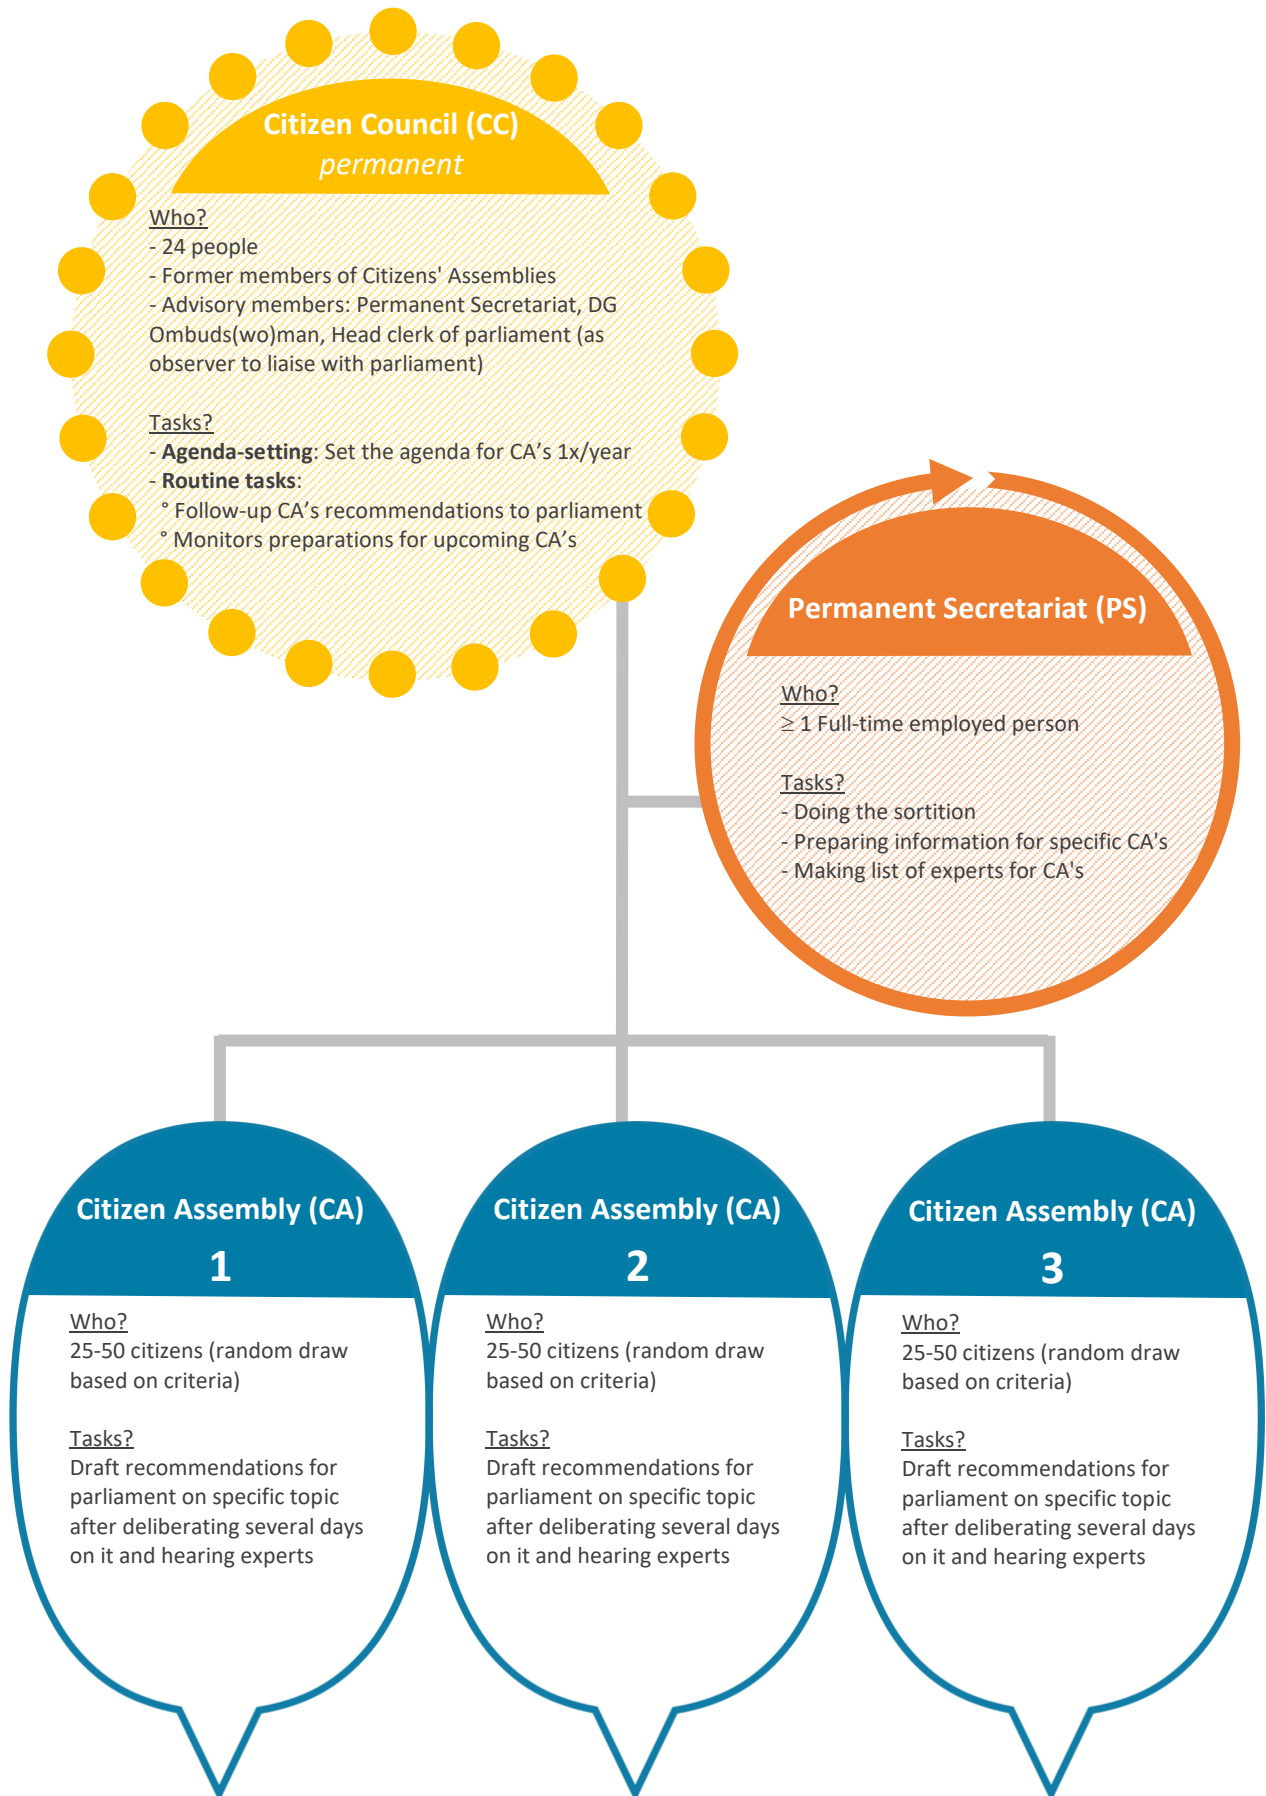 Citizen Council (CC)
permanent
Who?
- 24 people
- Former members of Citizens' Assemblies
- Advisory members: Permanent Secretariat, DG
Ombuds(wo)man, Head clerk of parliament (as
observer to liaise with parliament)
Tasks?
- Agenda-setting: Set the agenda for CA’s 1x/year
- Routine tasks:
° Follow-up CA’s recommendations to parliament
° Monitors preparations for upcoming CA’s
Permanent Secretariat (PS)
Who?
≥ 1 Full-time employed person
Tasks?
- Doing the sortition
- Preparing information for specific CA's
- Making list of experts for CA's
Citizen Assembly (CA)
1
Who?
25-50 citizens (random draw
based on criteria)
Tasks?
Draft recommendations for
parliament on specific topic
after deliberating several days
on it and hearing experts
Citizen Assembly (CA)
2
Who?
25-50 citizens (random draw
based on criteria)
Tasks?
Draft recommendations for
parliament on specific topic
after deliberating several days
on it and hearing experts
Citizen Assembly (CA)
3
Who?
25-50 citizens (random draw
based on criteria)
Tasks?
Draft recommendations for
parliament on specific topic
after deliberating several days
on it and hearing experts